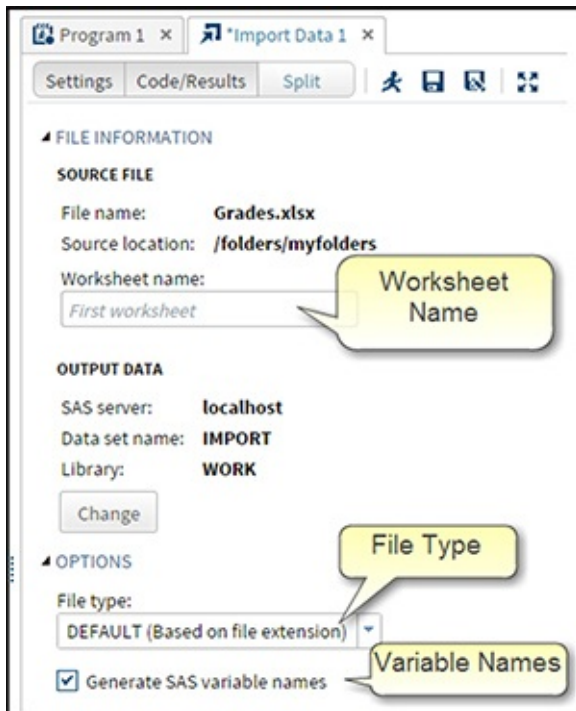 Program 1 × *Import Data 1 ×
Settings Code/Results Split
FILE INFORMATION
SOURCE FILE
File name: Grades.xlsx
Source location: /folders/myfolders
Worksheet name:
First worksheet
Worksheet
Name
OUTPUT DATA
SAS server: localhost
Data set name: IMPORT
Library: WORK
Change
File Type
OPTIONS
File type:
DEFAULT (Based on file extension)
Variable Names
Generate SAS variable names